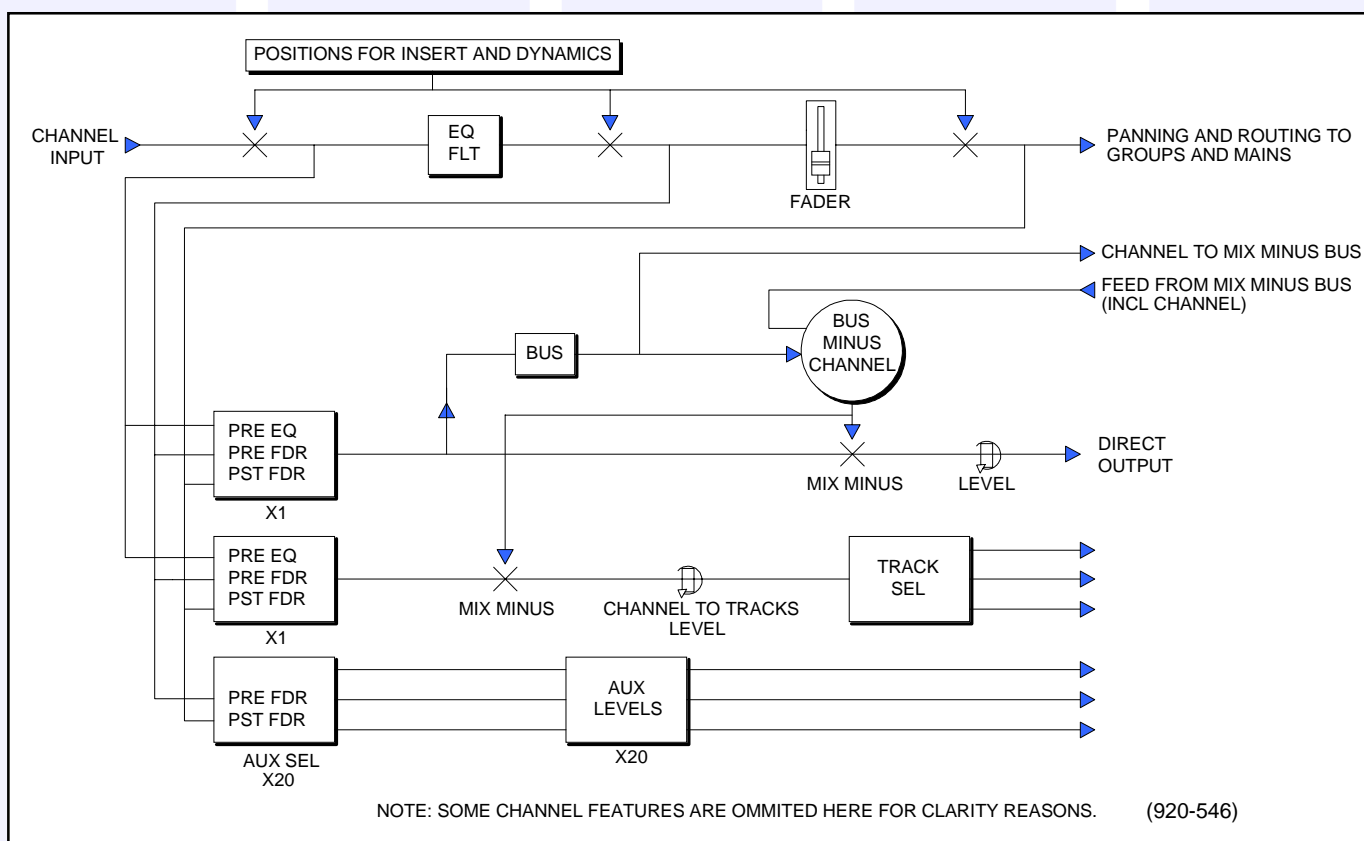 POSITIONS FOR INSERT AND DYNAMICS
CHANNEL
INPUT
EQ
FLT
FADER
PANNING AND ROUTING TO
GROUPS AND MAINS
CHANNEL TO MIX MINUS BUS
FEED FROM MIX MINUS BUS
(INCL CHANNEL)
BUS
BUS
MINUS
CHANNEL
PRE EQ
PRE FDR
PST FDR
X1
MIX MINUS
LEVEL
DIRECT
OUTPUT
PRE EQ
PRE FDR
PST FDR
X1
MIX MINUS
CHANNEL TO TRACKS
LEVEL
TRACK
SEL
PRE FDR
PST FDR
AUX SEL
X20
AUX
LEVELS
X20
NOTE: SOME CHANNEL FEATURES ARE OMMITED HERE FOR CLARITY REASONS. (920-546)